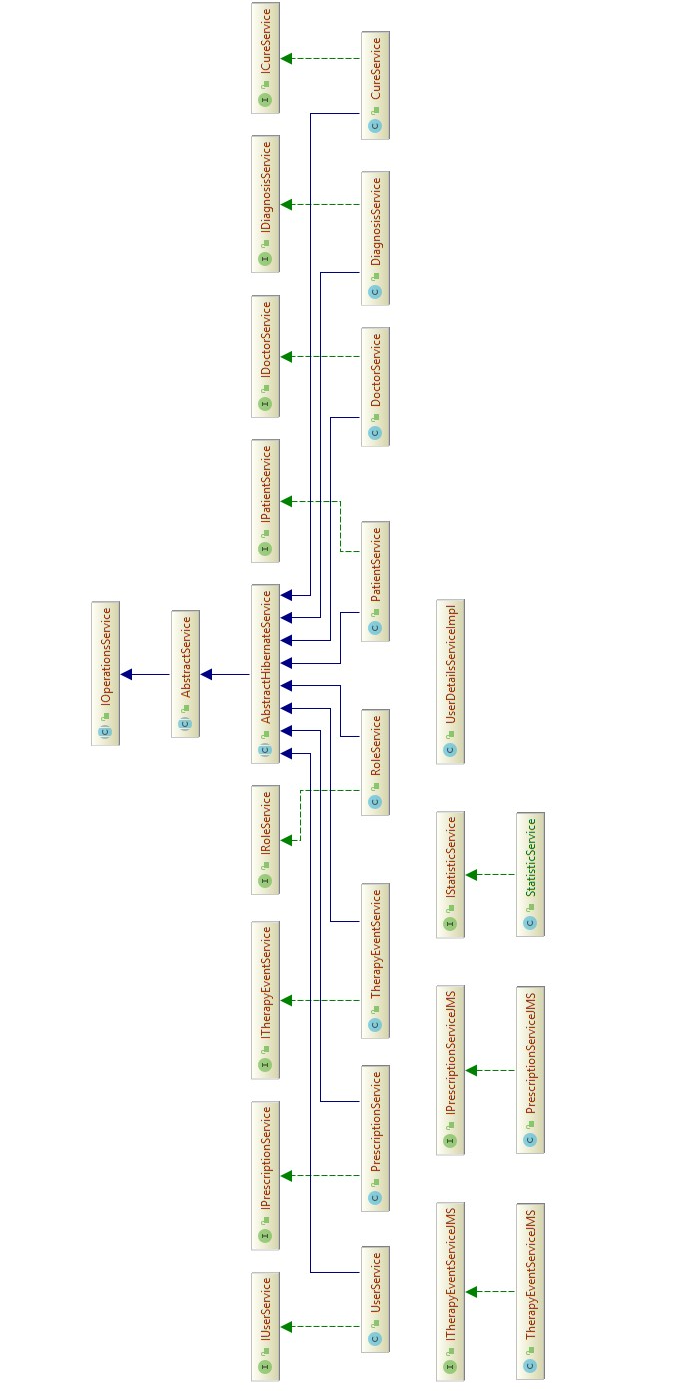 IOperationsService
AbstractService
IUserService
IPrescriptionService
ITherapyEventService
IRoleService
AbstractHibernateService
IPatientService
IDoctorService
IDiagnosisService
ICureService
UserService
PrescriptionService
TherapyEventService
RoleService
PatientService
DoctorService
DiagnosisService
CureService
ITherapyEventServiceJMS
IPrescriptionServiceJMS
IStatisticService
UserDetailsServiceImpl
TherapyEventServiceJMS
PrescriptionServiceJMS
StatisticService